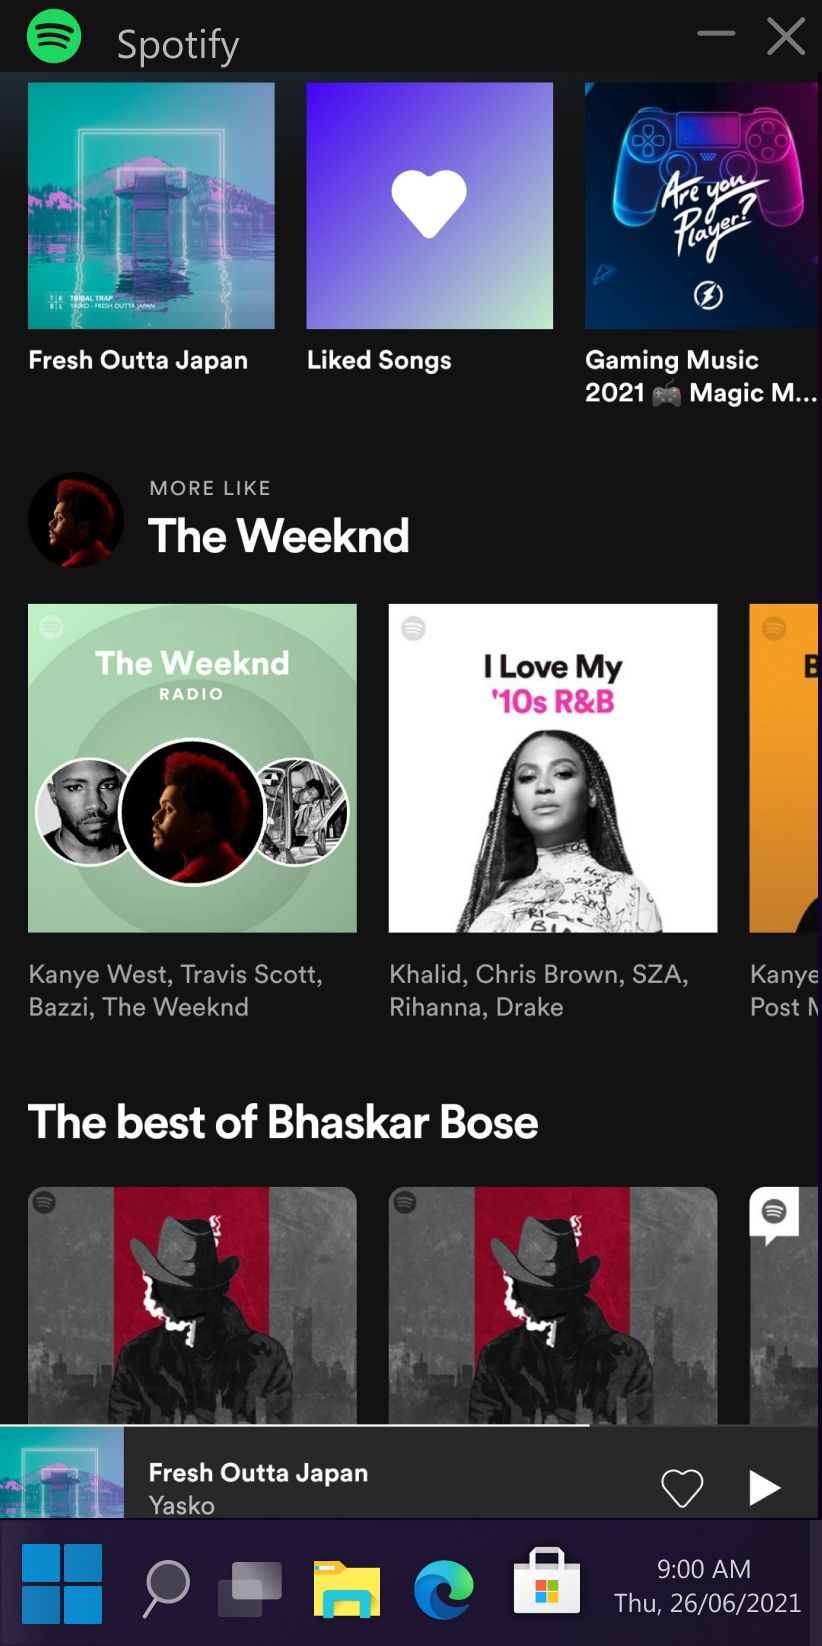 Spotify
TRBL
TRIBAL TRAP
YASKO - FRESH OUTTA JAPAN
Are you
Player?
Fresh Outta Japan
Liked Songs
Gaming Music
2021 🎮 Magic M...
MORE LIKE
The Weeknd
The Weeknd
RADIO
I Love My
'10s R&B
B
Kanye West, Travis Scott,
Bazzi, The Weeknd
Khalid, Chris Brown, SZA,
Rihanna, Drake
Kanye
Post M
The best of Bhaskar Bose
Fresh Outta Japan
Yasko
9:00 AM
Thu, 26/06/2021